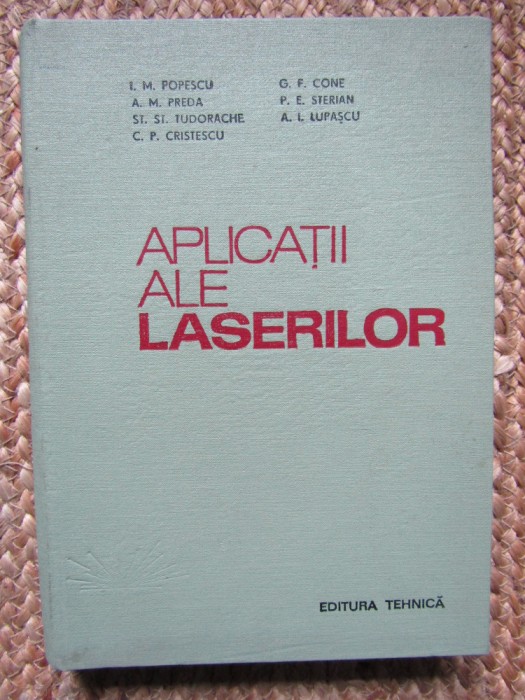 I. M. POPESCU
A. M. PREDA
ST. ST. TUDORACHE
C. P. CRISTESCU
G. F. CONE
P. E. STERIAN
A. I. LUPAȘCU
APLICAȚII
ALE
LASERILOR
EDITURA TEHNICĂ